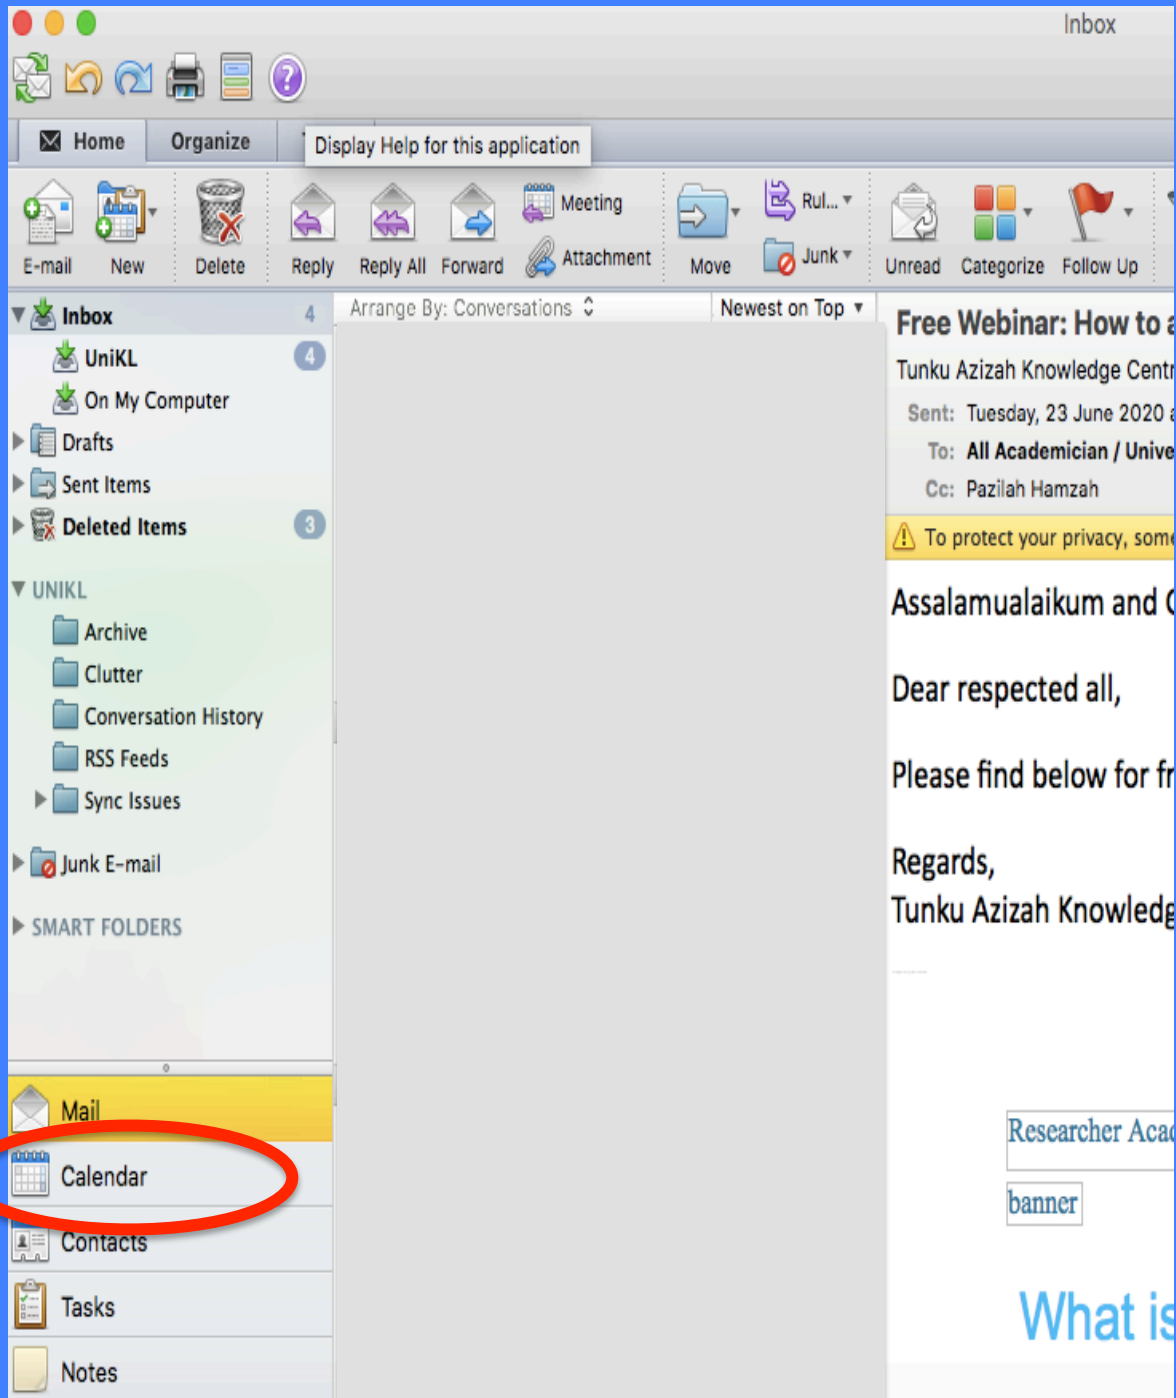 Inbox
Home Organize
Display Help for this application
Meeting Rul...
Attachment Junk
E-mail New Delete Reply Reply All Forward Move Unread Categorize Follow Up
Inbox 4
UniKL 4
On My Computer
Drafts
Sent Items
Deleted Items 3
UNIKL
Archive
Clutter
Conversation History
RSS Feeds
Sync Issues
Junk E-mail
SMART FOLDERS
Mail
Calendar
Contacts
Tasks
Notes
Arrange By: Conversations Newest on Top
Free Webinar: How to
Tunku Azizah Knowledge Centr
Sent: Tuesday, 23 June 2020 a
To: All Academician / Unive
Cc: Pazilah Hamzah
To protect your privacy, some
Assalamualaikum and
Dear respected all,
Please find below for fr
Regards,
Tunku Azizah Knowledg
Researcher Acad
banner
What is